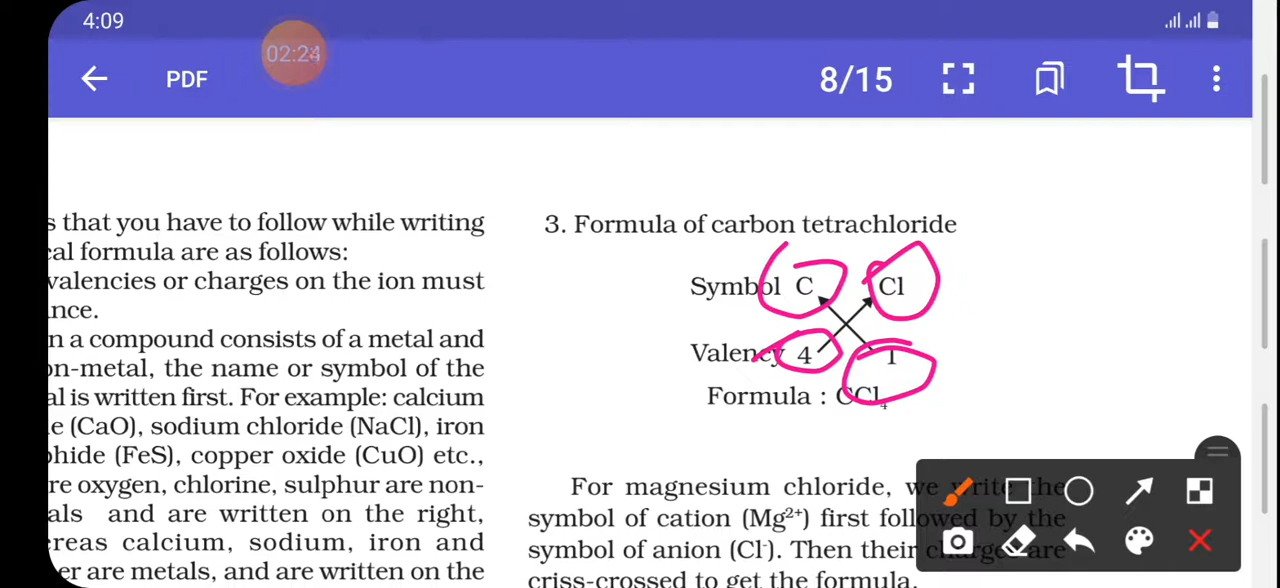 4:09
02:24
PDF
8/15
s that you have to follow while writing
cal formula are as follows:
valencies or charges on the ion must
nce.
n a compound consists of a metal and
on-metal, the name or symbol of the
al is written first. For example: calcium
e (CaO), sodium chloride (NaCl), iron
phide (FeS), copper oxide (CuO) etc.,
re oxygen, chlorine, sulphur are non-
als and are written on the right,
ereas calcium, sodium, iron and
er are metals, and are written on the
3. Formula of carbon tetrachloride
Symbol C Cl
Valency 4 1
Formula : CCl₄
For magnesium chloride, we write the
symbol of cation (Mg²⁺) first followed by the
symbol of anion (Cl⁻). Then their charges are
criss-crossed to get the formula.